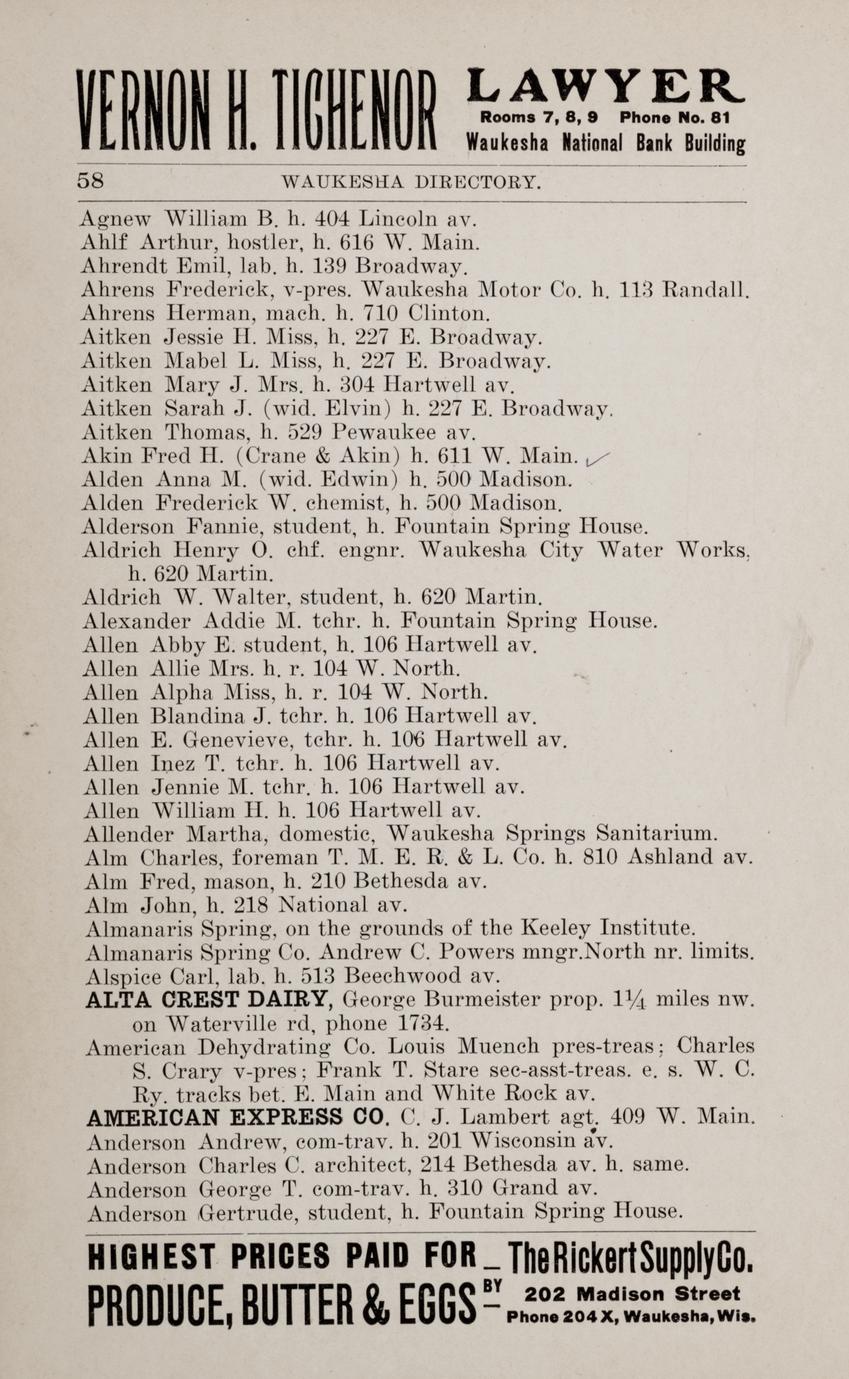 VERNON H. TICHENOR
LAWYER
Rooms 7, 8, 9 Phone No. 81
Waukesha National Bank Building
58 WAUKESHA DIRECTORY.
Agnew William B. h. 404 Lincoln av.
Ahlf Arthur, hostler, h. 616 W. Main.
Ahrendt Emil, lab. h. 139 Broadway.
Ahrens Frederick, v-pres. Waukesha Motor Co. h. 113 Randall.
Ahrens Herman, mach. h. 710 Clinton.
Aitken Jessie H. Miss, h. 227 E. Broadway.
Aitken Mabel L. Miss, h. 227 E. Broadway.
Aitken Mary J. Mrs. h. 304 Hartwell av.
Aitken Sarah J. (wid. Elvin) h. 227 E. Broadway.
Aitken Thomas, h. 529 Pewaukee av.
Akin Fred H. (Crane & Akin) h. 611 W. Main.
Alden Anna M. (wid. Edwin) h. 500 Madison.
Alden Frederick W. chemist, h. 500 Madison.
Alderson Fannie, student, h. Fountain Spring House.
Aldrich Henry O. chf. engnr. Waukesha City Water Works,
h. 620 Martin.
Aldrich W. Walter, student, h. 620 Martin.
Alexander Addie M. tchr. h. Fountain Spring House.
Allen Abby E. student, h. 106 Hartwell av.
Allen Allie Mrs. h. r. 104 W. North.
Allen Alpha Miss, h. r. 104 W. North.
Allen Blandina J. tchr. h. 106 Hartwell av.
Allen E. Genevieve, tchr. h. 106 Hartwell av.
Allen Inez T. tchr. h. 106 Hartwell av.
Allen Jennie M. tchr. h. 106 Hartwell av.
Allen William H. h. 106 Hartwell av.
Allender Martha, domestic, Waukesha Springs Sanitarium.
Alm Charles, foreman T. M. E. R. & L. Co. h. 810 Ashland av.
Alm Fred, mason, h. 210 Bethesda av.
Alm John, h. 218 National av.
Almanaris Spring, on the grounds of the Keeley Institute.
Almanaris Spring Co. Andrew C. Powers mngr.North nr. limits.
Alspice Carl, lab. h. 513 Beechwood av.
ALTA CREST DAIRY, George Burmeister prop. 1¼ miles nw.
on Waterville rd, phone 1734.
American Dehydrating Co. Louis Muench pres-treas; Charles
S. Crary v-pres; Frank T. Stare sec-asst-treas. e. s. W. C.
Ry. tracks bet. E. Main and White Rock av.
AMERICAN EXPRESS CO. C. J. Lambert agt. 409 W. Main.
Anderson Andrew, com-trav. h. 201 Wisconsin av.
Anderson Charles C. architect, 214 Bethesda av. h. same.
Anderson George T. com-trav. h. 310 Grand av.
Anderson Gertrude, student, h. Fountain Spring House.
HIGHEST PRICES PAID FOR – The Rickert Supply Co.
PRODUCE, BUTTER & EGGS BY – 202 Madison Street
Phone 204X, Waukesha, Wis.